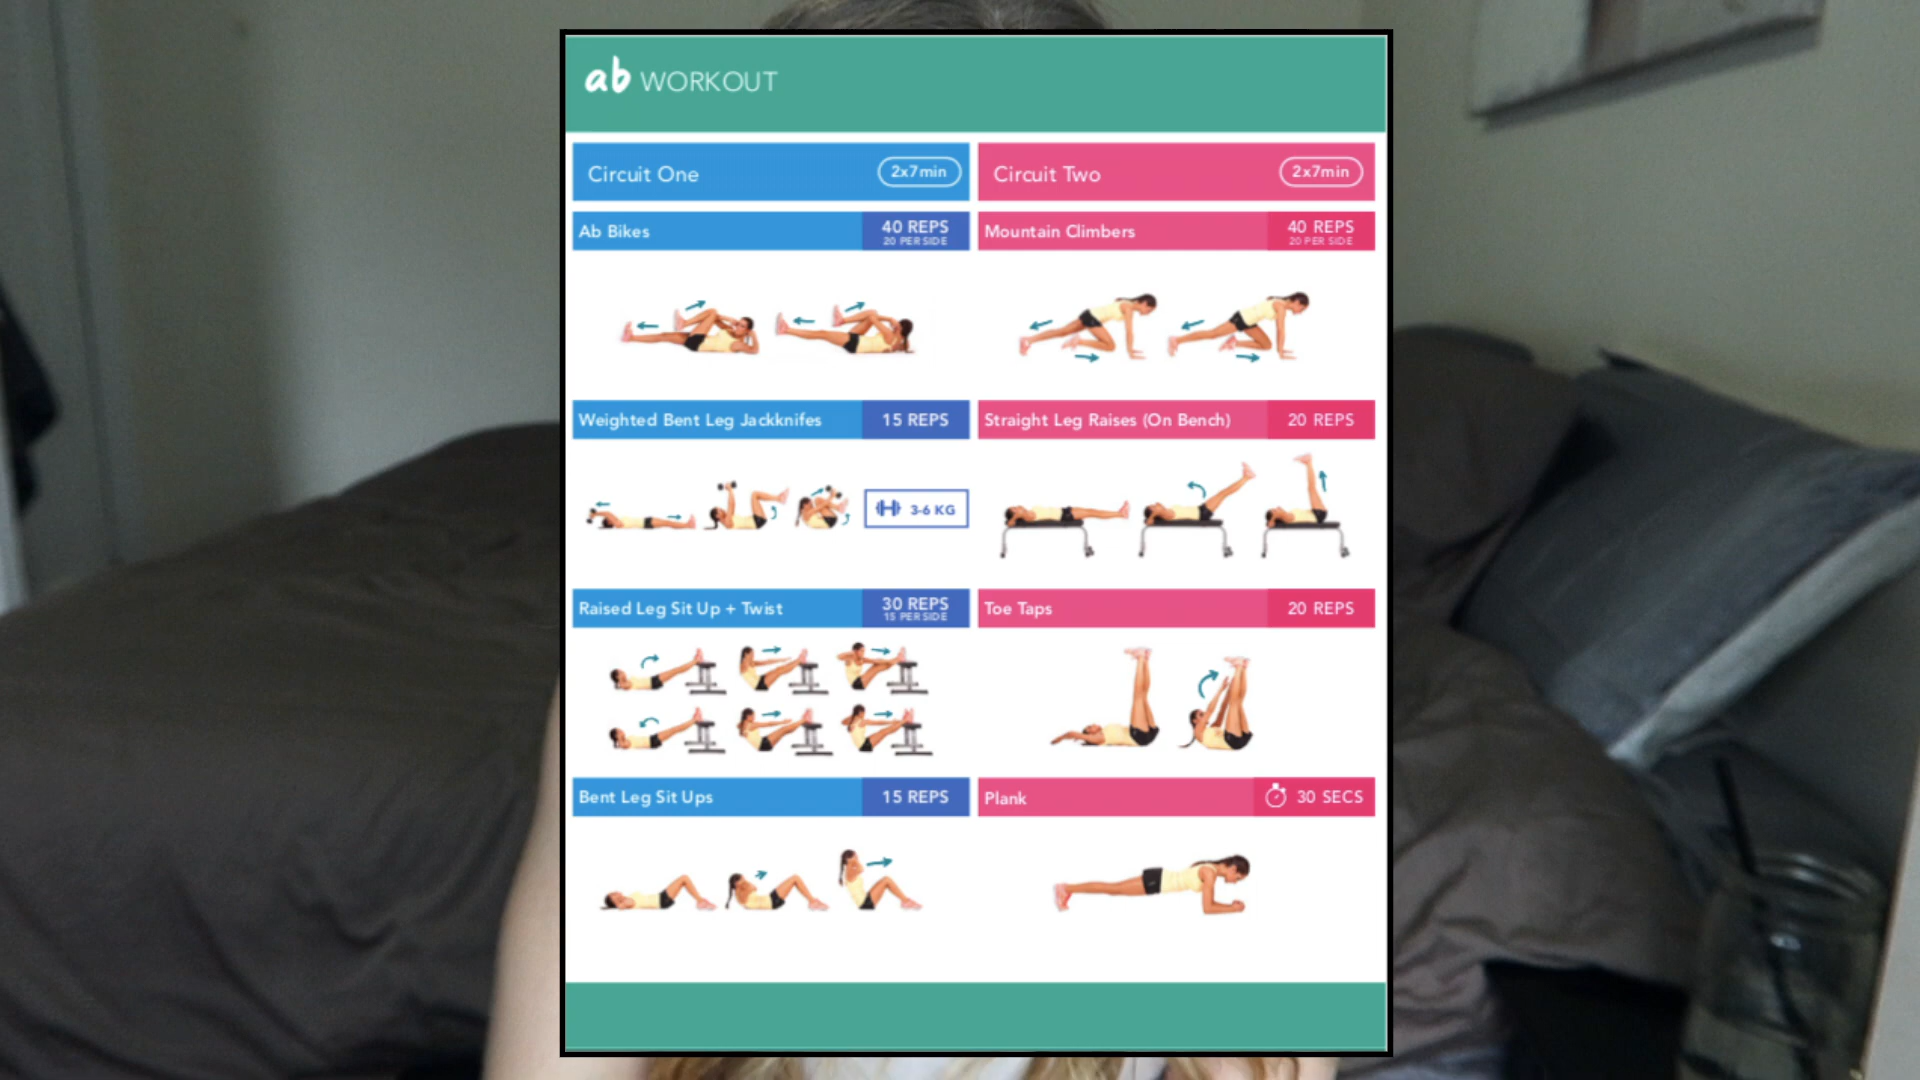 ab WORKOUT
Circuit One
2x7min
Ab Bikes
40 REPS
20 PER SIDE
Weighted Bent Leg Jackknifes
15 REPS
3-6 KG
Raised Leg Sit Up + Twist
30 REPS
15 PER SIDE
Bent Leg Sit Ups
15 REPS
Circuit Two
2x7min
Mountain Climbers
40 REPS
20 PER SIDE
Straight Leg Raises (On Bench)
20 REPS
Toe Taps
20 REPS
Plank
30 SECS